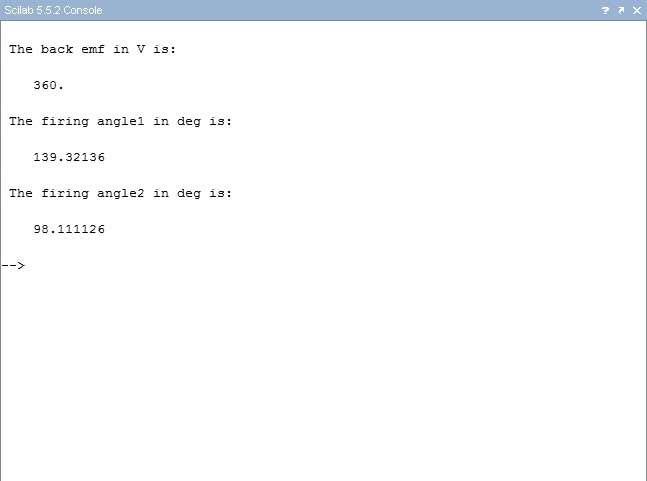 Scilab 5.5.2 Console
The back emf in V is:
360.
The firing angle1 in deg is:
139.32136
The firing angle2 in deg is:
98.111126
-->